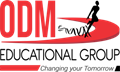 ODM
EDUCATIONAL GROUP
Changing your Tomorrow